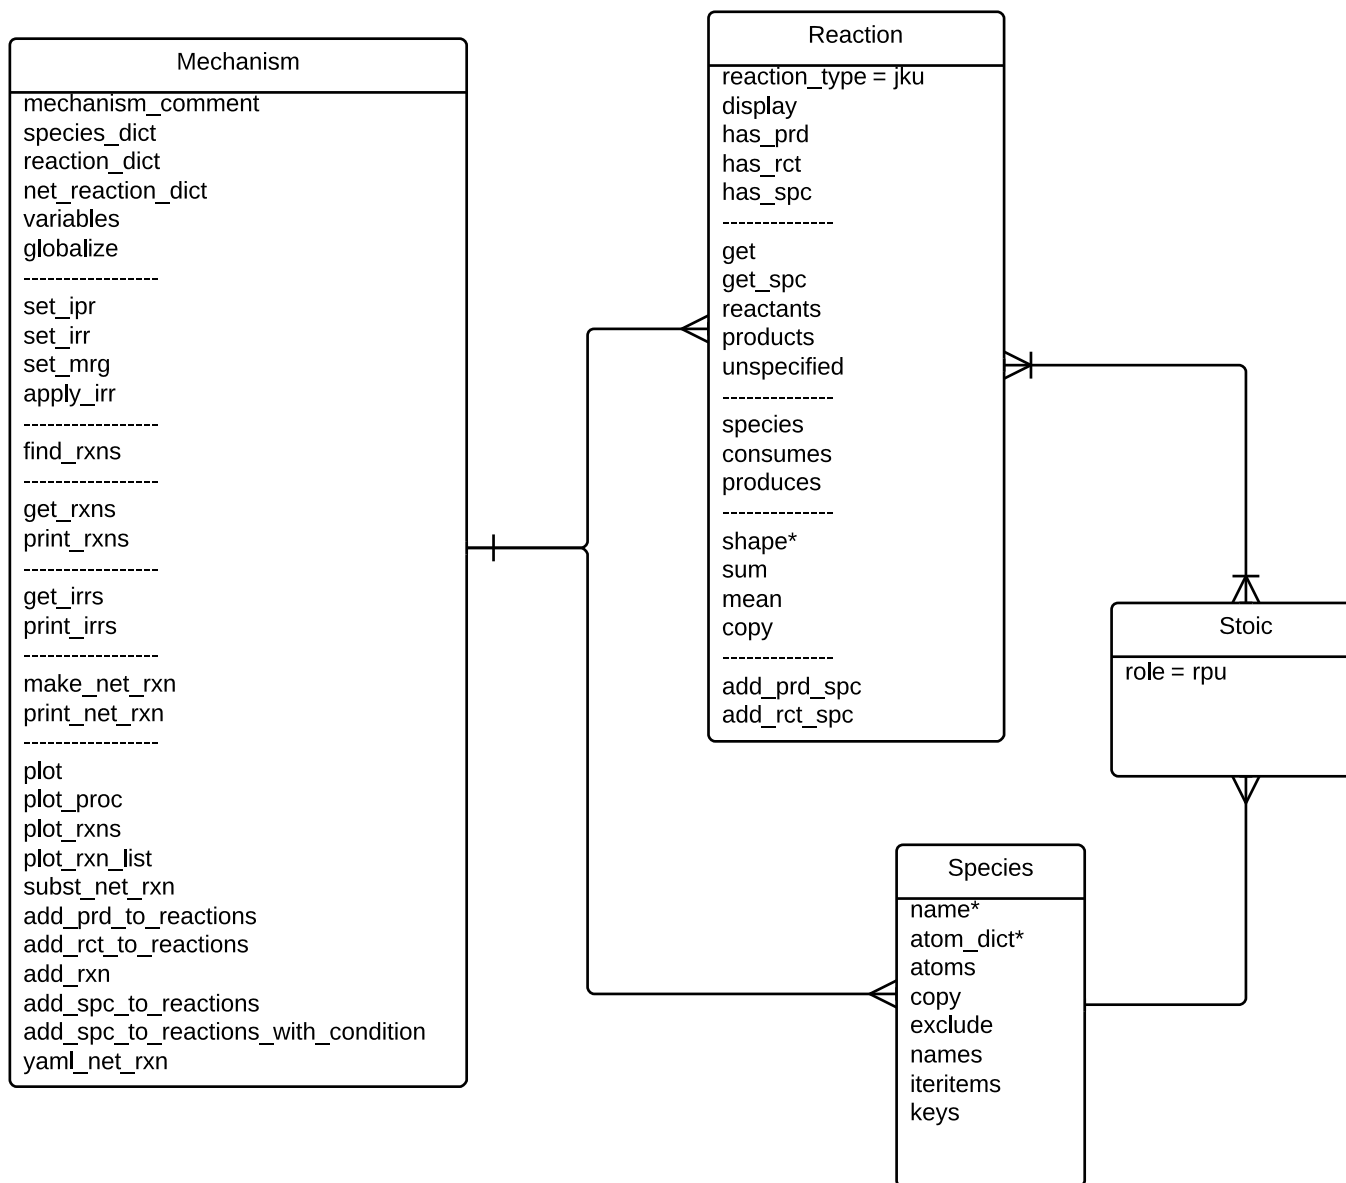 Mechanism
mechanism_comment
species_dict
reaction_dict
net_reaction_dict
variables
globalize
-----------------
set_ipr
set_irr
set_mrg
apply_irr
-----------------
find_rxns
-----------------
get_rxns
print_rxns
-----------------
get_irrs
print_irrs
-----------------
make_net_rxn
print_net_rxn
-----------------
plot
plot_proc
plot_rxns
plot_rxn_list
subst_net_rxn
add_prd_to_reactions
add_rct_to_reactions
add_rxn
add_spc_to_reactions
add_spc_to_reactions_with_condition
yaml_net_rxn
Reaction
reaction_type = jku
display
has_prd
has_rct
has_spc
--------------
get
get_spc
reactants
products
unspecified
--------------
species
consumes
produces
--------------
shape*
sum
mean
copy
--------------
add_prd_spc
add_rct_spc
Stoic
role = rpu
Species
name*
atom_dict*
atoms
copy
exclude
names
iteritems
keys